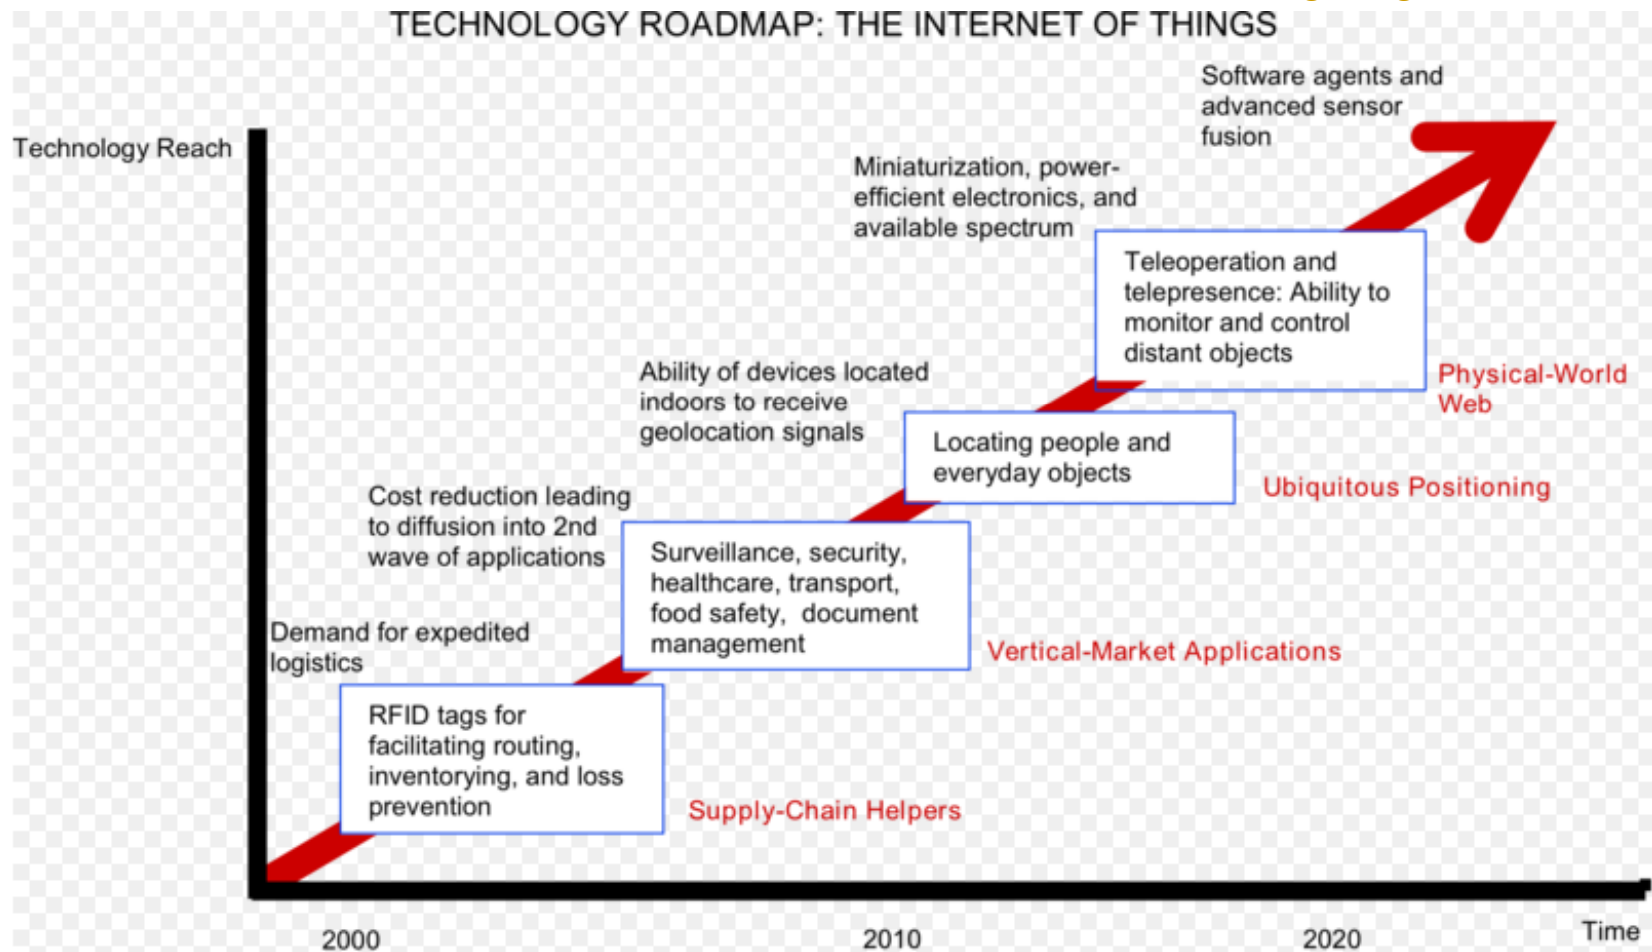 TECHNOLOGY ROADMAP: THE INTERNET OF THINGS
Software agents and
advanced sensor
fusion
Technology Reach
Miniaturization, power-
efficient electronics, and
available spectrum
Teleoperation and
telepresence: Ability to
monitor and control
distant objects
Physical-World
Web
Ability of devices located
indoors to receive
geolocation signals
Locating people and
everyday objects
Ubiquitous Positioning
Cost reduction leading
to diffusion into 2nd
wave of applications
Surveillance, security,
healthcare, transport,
food safety, document
management
Vertical-Market Applications
Demand for expedited
logistics
RFID tags for
facilitating routing,
inventorying, and loss
prevention
Supply-Chain Helpers
2000
2010
2020
Time